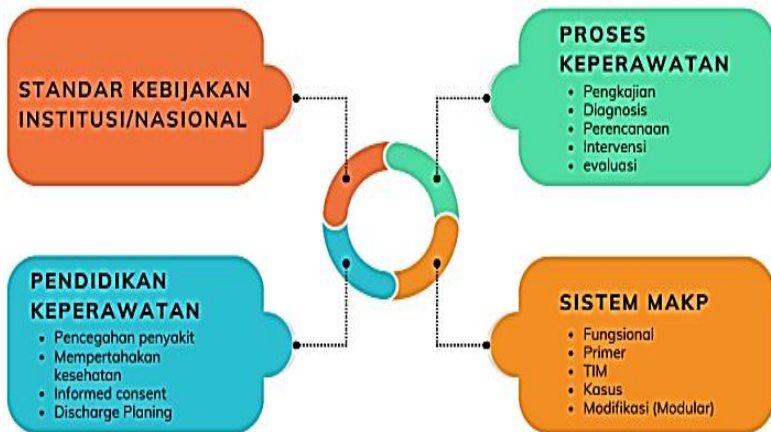 STANDAR KEBIJAKAN
INSTITUSI/NASIONAL
PROSES
KEPERAWATAN
• Pengkajian
• Diagnosis
• Perencanaan
• Intervensi
• evaluasi
PENDIDIKAN
KEPERAWATAN
• Pencegahan penyakit
• Mempertahakan
kesehatan
• Informed consent
• Discharge Planing
SISTEM MAKP
• Fungsional
• Primer
• TIM
• Kasus
• Modifikasi (Modular)